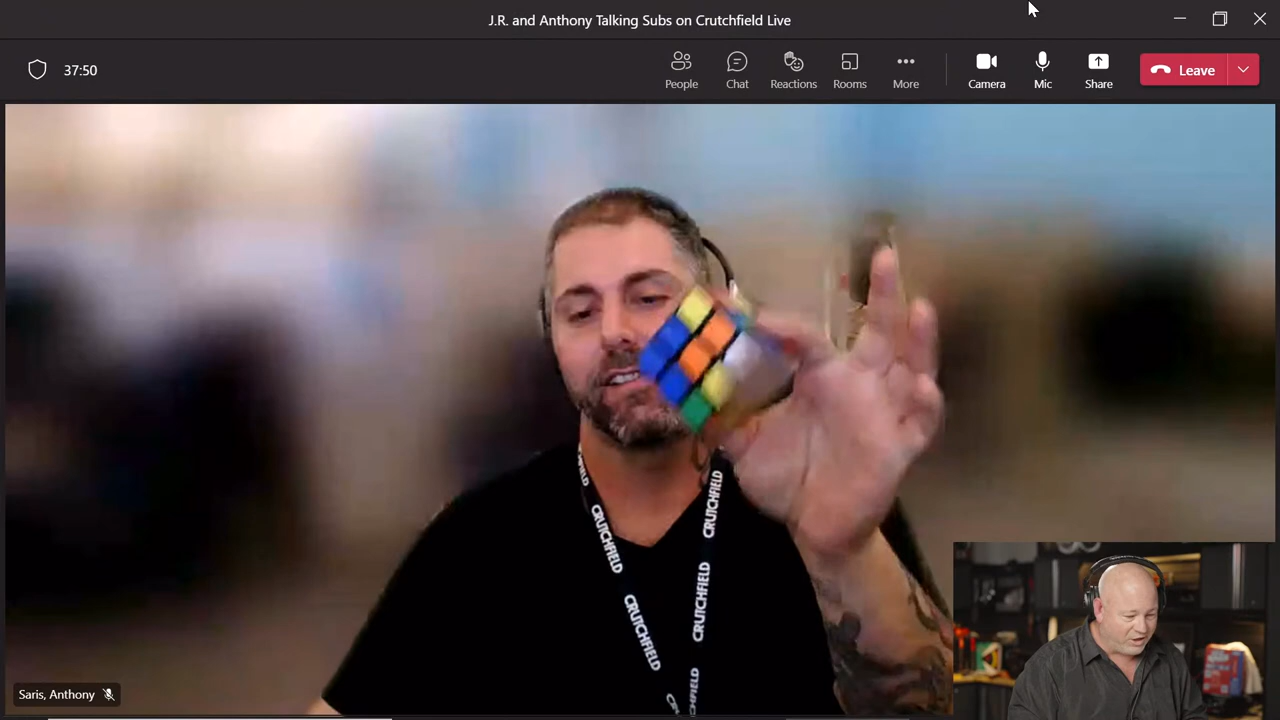 J.R. and Anthony Talking Subs on Crutchfield Live
37:50
People
Chat
Reactions
Rooms
More
Camera
Mic
Share
Leave
CRUTCHFIELD
CRUTCHFIELD
CRUTCHFIELD
CRUTCHFIELD
Saris, Anthony